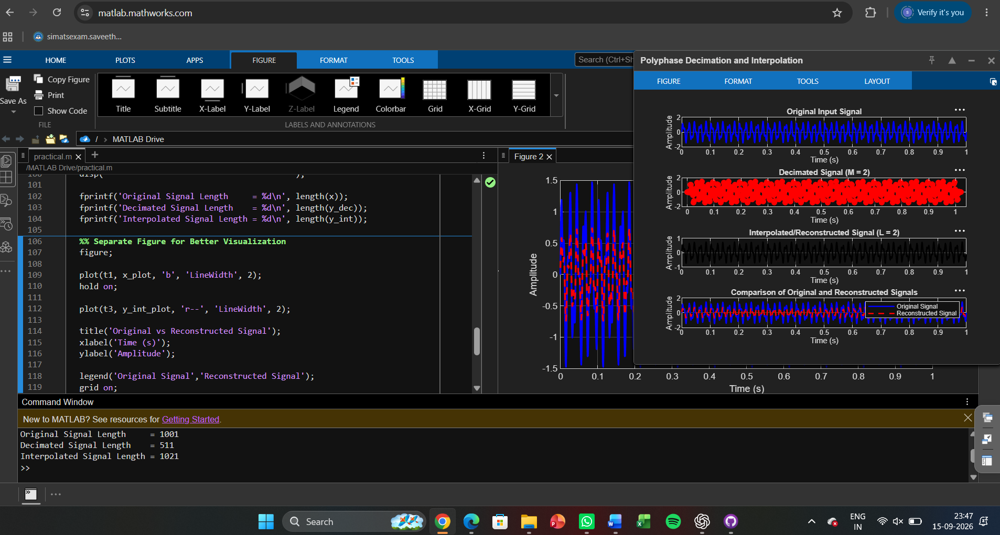 matlab.mathworks.com
Verify it's you
simatsexam.saveeth...
HOME
PLOTS
APPS
FIGURE
FORMAT
TOOLS
Search (Ctrl+Sh
Save As
Copy Figure
Print
Show Code
FILE
Title
Subtitle
X-Label
Y-Label
Z-Label
Legend
Colorbar
Grid
X-Grid
Y-Grid
LABELS AND ANNOTATIONS
/ > MATLAB Drive
practical.m
/MATLAB Drive/practical.m
101
102 fprintf('Original Signal Length     = %d\n', length(x));
103 fprintf('Decimated Signal Length    = %d\n', length(y_dec));
104 fprintf('Interpolated Signal Length = %d\n', length(y_int));
105
106 %% Separate Figure for Better Visualization
107 figure;
108
109 plot(t1, x_plot, 'b', 'LineWidth', 2);
110 hold on;
111
112 plot(t3, y_int_plot, 'r--', 'LineWidth', 2);
113
114 title('Original vs Reconstructed Signal');
115 xlabel('Time (s)');
116 ylabel('Amplitude');
117
118 legend('Original Signal','Reconstructed Signal');
119 grid on;
Figure 2
1.5
1
0.5
0
-0.5
-1
-1.5
Amplitude
0 0.1 0.2 0.3 0.4 0.5 0.6 0.7 0.8 0.9 1
Time (s)
Polyphase Decimation and Interpolation
FIGURE
FORMAT
TOOLS
LAYOUT
Original Input Signal
Amplitude
2
0
-2
0 0.1 0.2 0.3 0.4 0.5 0.6 0.7 0.8 0.9 1
Time (s)
Decimated Signal (M = 2)
Amplitude
2
0
-2
0 0.1 0.2 0.3 0.4 0.5 0.6 0.7 0.8 0.9 1
Time (s)
Interpolated/Reconstructed Signal (L = 2)
Amplitude
1
0
-1
0 0.1 0.2 0.3 0.4 0.5 0.6 0.7 0.8 0.9 1
Time (s)
Comparison of Original and Reconstructed Signals
Amplitude
2
0
-2
Original Signal
Reconstructed Signal
0 0.1 0.2 0.3 0.4 0.5 0.6 0.7 0.8 0.9 1
Time (s)
Command Window
New to MATLAB? See resources for Getting Started.
Original Signal Length     = 1001
Decimated Signal Length    = 511
Interpolated Signal Length = 1021
>>
Search
ENG
IN
23:47
15-09-2026